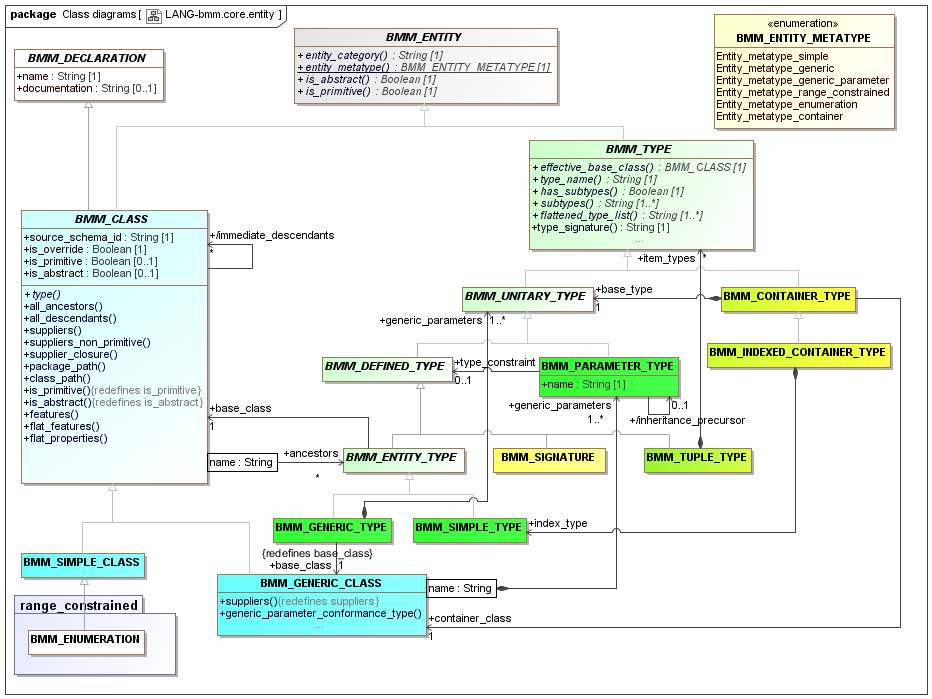 package Class diagrams [ LANG-bmm.core.entity ]
BMM_DECLARATION
+name : String [1]
+documentation : String [0..1]
BMM_ENTITY
+ entity_category() : String [1]
+ entity_metatype() : BMM_ENTITY_METATYPE [1]
+ is_abstract() : Boolean [1]
+ is_primitive() : Boolean [1]
«enumeration»
BMM_ENTITY_METATYPE
Entity_metatype_simple
Entity_metatype_generic
Entity_metatype_generic_parameter
Entity_metatype_range_constrained
Entity_metatype_enumeration
Entity_metatype_container
BMM_TYPE
+ effective_base_class() : BMM_CLASS [1]
+ type_name() : String [1]
+ has_subtypes() : Boolean [1]
+ subtypes() : String [1..*]
+ flattened_type_list() : String [1..*]
+type_signature() : String [1]
...
BMM_CLASS
+source_schema_id : String [1]
+is_override : Boolean [1]
+is_primitive : Boolean [0..1]
+is_abstract : Boolean [0..1]
+ type()
+all_ancestors()
+all_descendants()
+suppliers()
+suppliers_non_primitive()
+supplier_closure()
+package_path()
+class_path()
+is_primitive(){redefines is_primitive}
+is_abstract(){redefines is_abstract}
+features()
+flat_features()
+flat_properties()
+/immediate_descendants
*
+item_types
*
BMM_UNITARY_TYPE
+base_type
1
BMM_CONTAINER_TYPE
+generic_parameters
1..*
BMM_INDEXED_CONTAINER_TYPE
BMM_DEFINED_TYPE
+type_constraint
0..1
BMM_PARAMETER_TYPE
+name : String [1]
+generic_parameters
1..*
0..1
+/inheritance_precursor
+base_class
1
name : String
+ancestors
*
BMM_ENTITY_TYPE
BMM_SIGNATURE
BMM_TUPLE_TYPE
BMM_GENERIC_TYPE
BMM_SIMPLE_TYPE
+index_type
{redefines base_class}
+base_class
1
BMM_SIMPLE_CLASS
BMM_GENERIC_CLASS
+suppliers(){redefines suppliers}
+generic_parameter_conformance_type()
...
name : String
+container_class
1
range_constrained
BMM_ENUMERATION